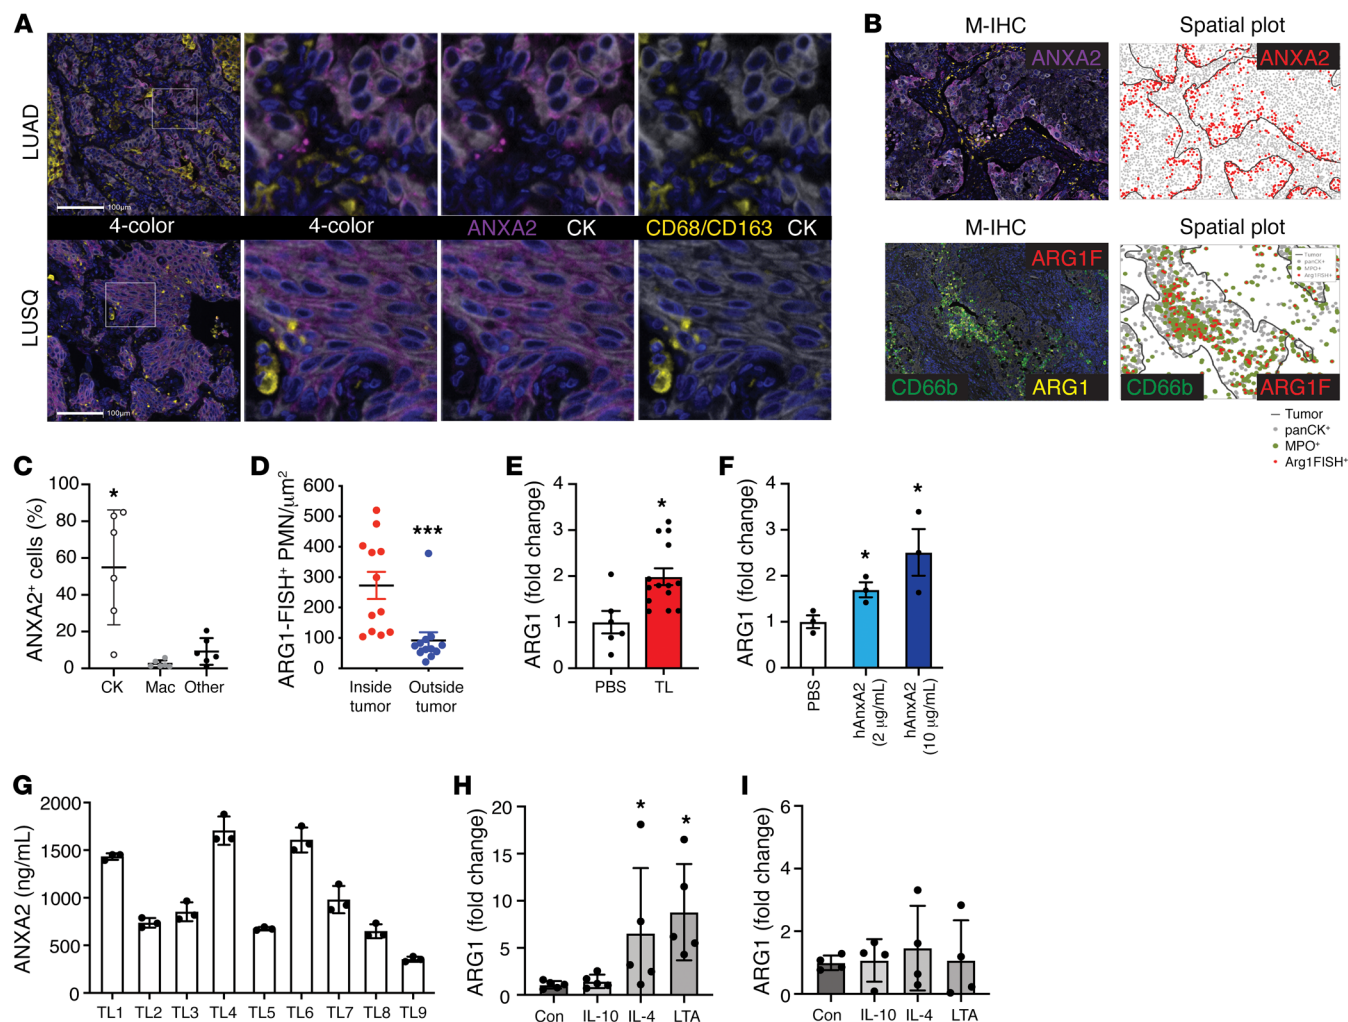 A
LUAD
100µm
4-color
4-color
ANXA2 CK
CD68/CD163 CK
LUSQ
100µm
B
M-IHC
Spatial plot
ANXA2
ANXA2
M-IHC
Spatial plot
ARG1F
CD66b
ARG1
Tumor
panCK+
MPO+
Arg1FISH+
CD66b
ARG1F
Tumor
panCK+
MPO+
Arg1FISH+
C
ANXA2+ cells (%)
100
80
60
40
20
0
*
CK
Mac
Other
D
ARG1-FISH+ PMN/µm2
600
500
400
300
200
100
0
***
Inside tumor
Outside tumor
E
ARG1 (fold change)
4
3
2
1
0
*
PBS
TL
F
ARG1 (fold change)
4
3
2
1
0
*
*
PBS
hAnxA2 (2 µg/mL)
hAnxA2 (10 µg/mL)
G
ANXA2 (ng/mL)
2000
1500
1000
500
0
TL1 TL2 TL3 TL4 TL5 TL6 TL7 TL8 TL9
H
ARG1 (fold change)
20
15
10
5
0
*
*
Con IL-10 IL-4 LTA
I
ARG1 (fold change)
6
4
2
0
Con IL-10 IL-4 LTA